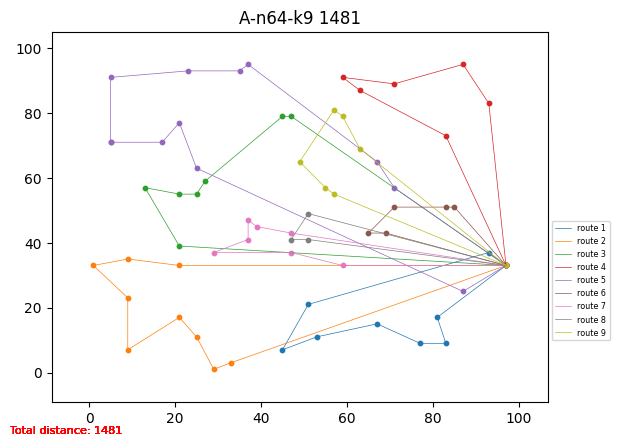 A-n64-k9 1481
100
80
60
40
20
0
0 20 40 60 80 100
route 1
route 2
route 3
route 4
route 5
route 6
route 7
route 8
route 9
Total distance: 1481